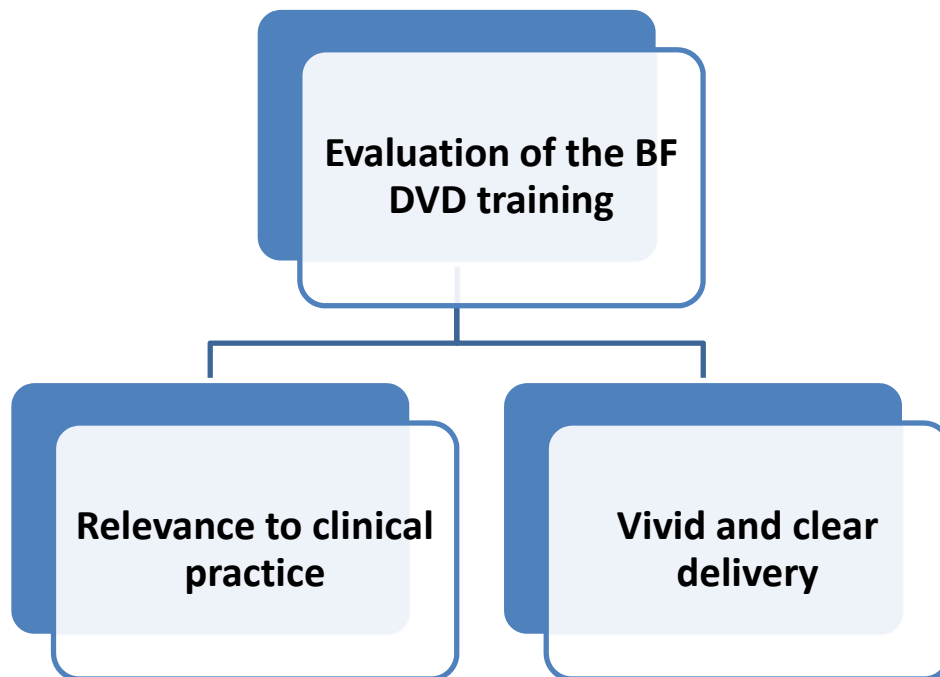 Evaluation of the BF
DVD training
Relevance to clinical
practice
Vivid and clear
delivery